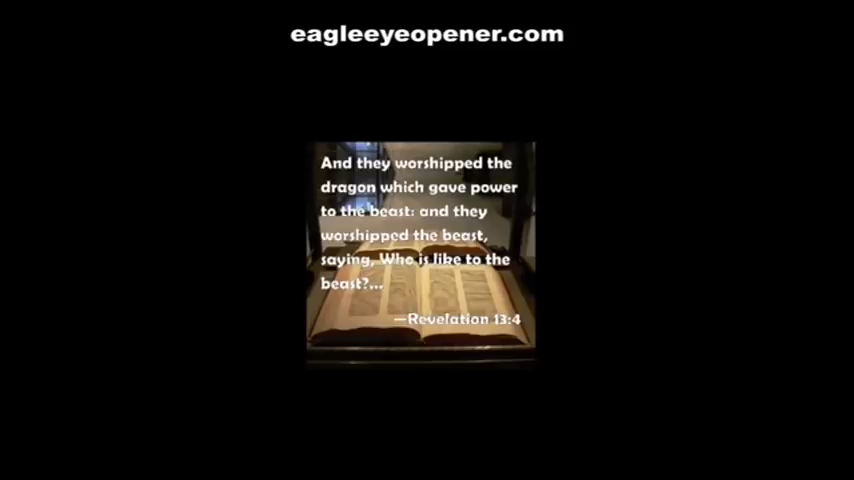 eagleeyeopener.com
And they worshipped the
dragon which gave power
to the beast: and they
worshipped the beast,
saying, Who is like to the
beast?...
—Revelation 13:4